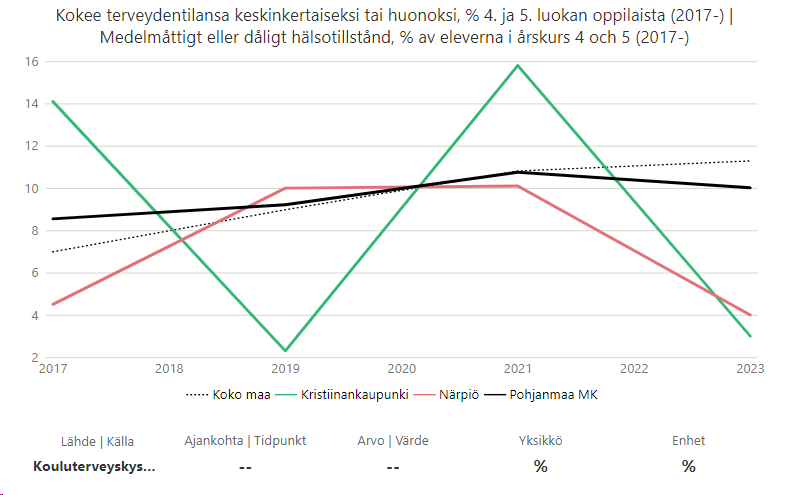 Kokee terveydentilansa keskinkertaiseksi tai huonoksi, % 4. ja 5. luokan oppilaista (2017-) |
Medelmåttigt eller dåligt hälsotillstånd, % av eleverna i årskurs 4 och 5 (2017-)
16
14
12
10
8
6
4
2
2017 2018 2019 2020 2021 2022 2023
Koko maa Kristiinankaupunki Närpiö Pohjanmaa MK
Lähde | Källa Ajankohta | Tidpunkt Arvo | Värde Yksikkö Enhet
Kouluterveyskys... -- -- % %